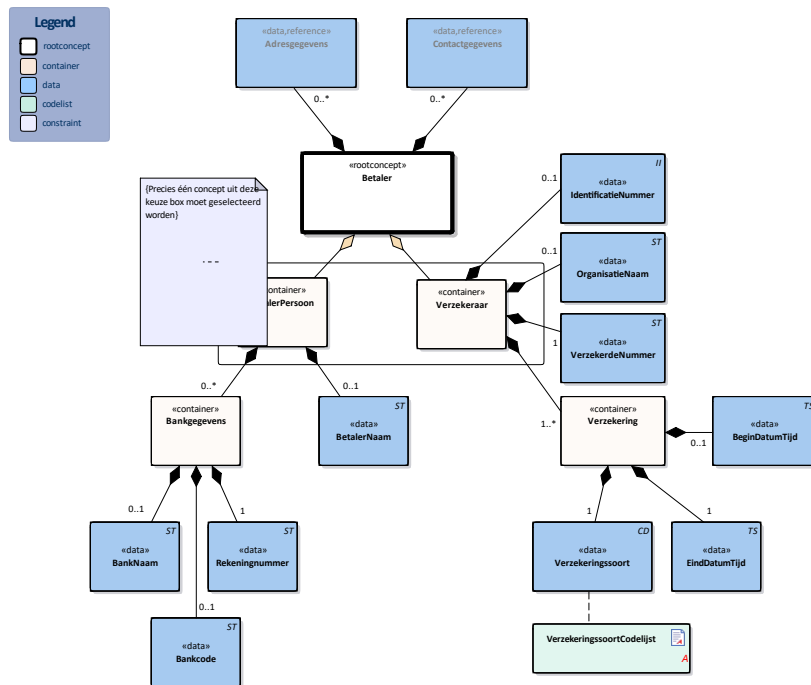 Legend
rootconcept
container
data
codelist
constraint
«data,reference»
Adresgegevens
«data,reference»
Contactgegevens
0..*
0..*
«rootconcept»
Betaler
{Precies één concept uit deze
keuze box moet geselecteerd
worden}
II
«data»
IdentificatieNummer
0..1
ST
«data»
OrganisatieNaam
0..1
ST
«data»
VerzekerdeNummer
1
«container»
Verzekeraar
0..*
0..1
1..*
«container»
Bankgegevens
ST
«data»
BetalerNaam
«container»
Verzekering
TS
«data»
BeginDatumTijd
0..1
0..1
1
1
1
ST
«data»
BankNaam
ST
«data»
Rekeningnummer
CD
«data»
Verzekeringssoort
TS
«data»
EindDatumTijd
0..1
ST
«data»
Bankcode
VerzekeringssoortCodelijst
A